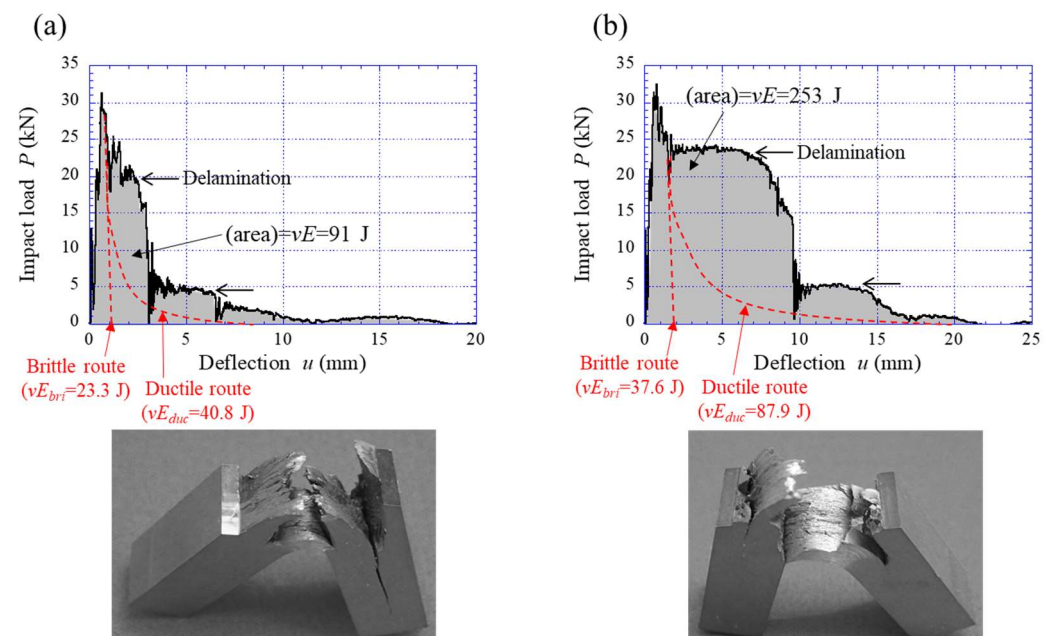 (a)
35
30
25
20
15
10
5
0
Impact load P (kN)
Delamination
(area)=vE=91 J
0 5 10 15 20
Deflection u (mm)
Brittle route
(vEbri=23.3 J)
Ductile route
(vEduc=40.8 J)
(b)
35
30
25
20
15
10
5
0
Impact load P (kN)
(area)=vE=253 J
Delamination
0 5 10 15 20 25
Deflection u (mm)
Brittle route
(vEbri=37.6 J)
Ductile route
(vEduc=87.9 J)